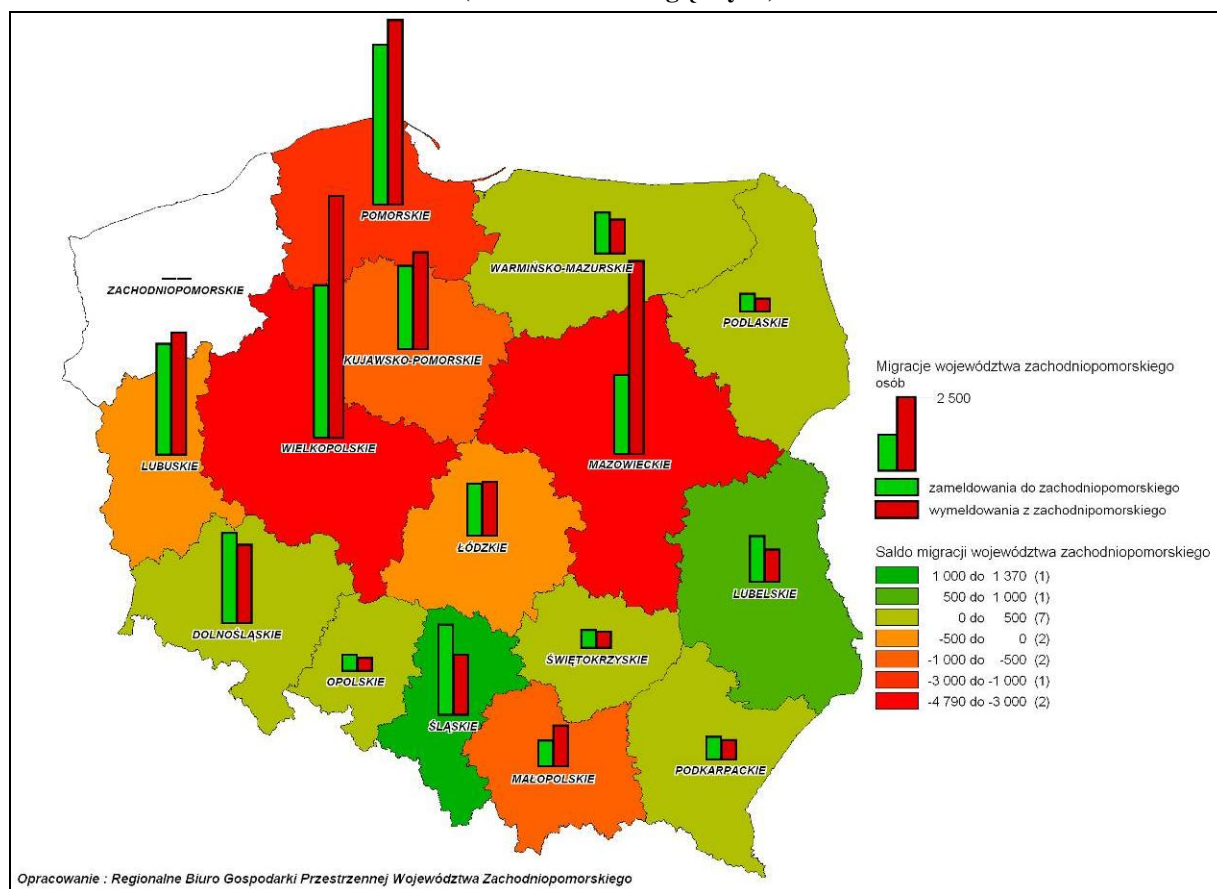 POMORSKIE
WARMIŃSKO-MAZURSKIE
ZACHODNIOPOMORSKIE
PODLASKIE
KUJAWSKO-POMORSKIE
LUBUSKIE
WIELKOPOLSKIE
MAZOWIECKIE
ŁÓDZKIE
LUBELSKIE
DOLNOŚLĄSKIE
OPOLSKIE
ŚWIĘTOKRZYSKIE
ŚLĄSKIE
MAŁOPOLSKIE
PODKARPACKIE
Migracje województwa zachodniopomorskiego
osób
2 500
zameldowania do zachodniopomorskiego
wymeldowania z zachodnipomorskiego
Saldo migracji województwa zachodniopomorskiego
1 000 do 1 370 (1)
500 do 1 000 (1)
0 do 500 (7)
-500 do 0 (2)
-1 000 do -500 (2)
-3 000 do -1 000 (1)
-4 790 do -3 000 (2)
Opracowanie : Regionalne Biuro Gospodarki Przestrzennej Województwa Zachodniopomorskiego